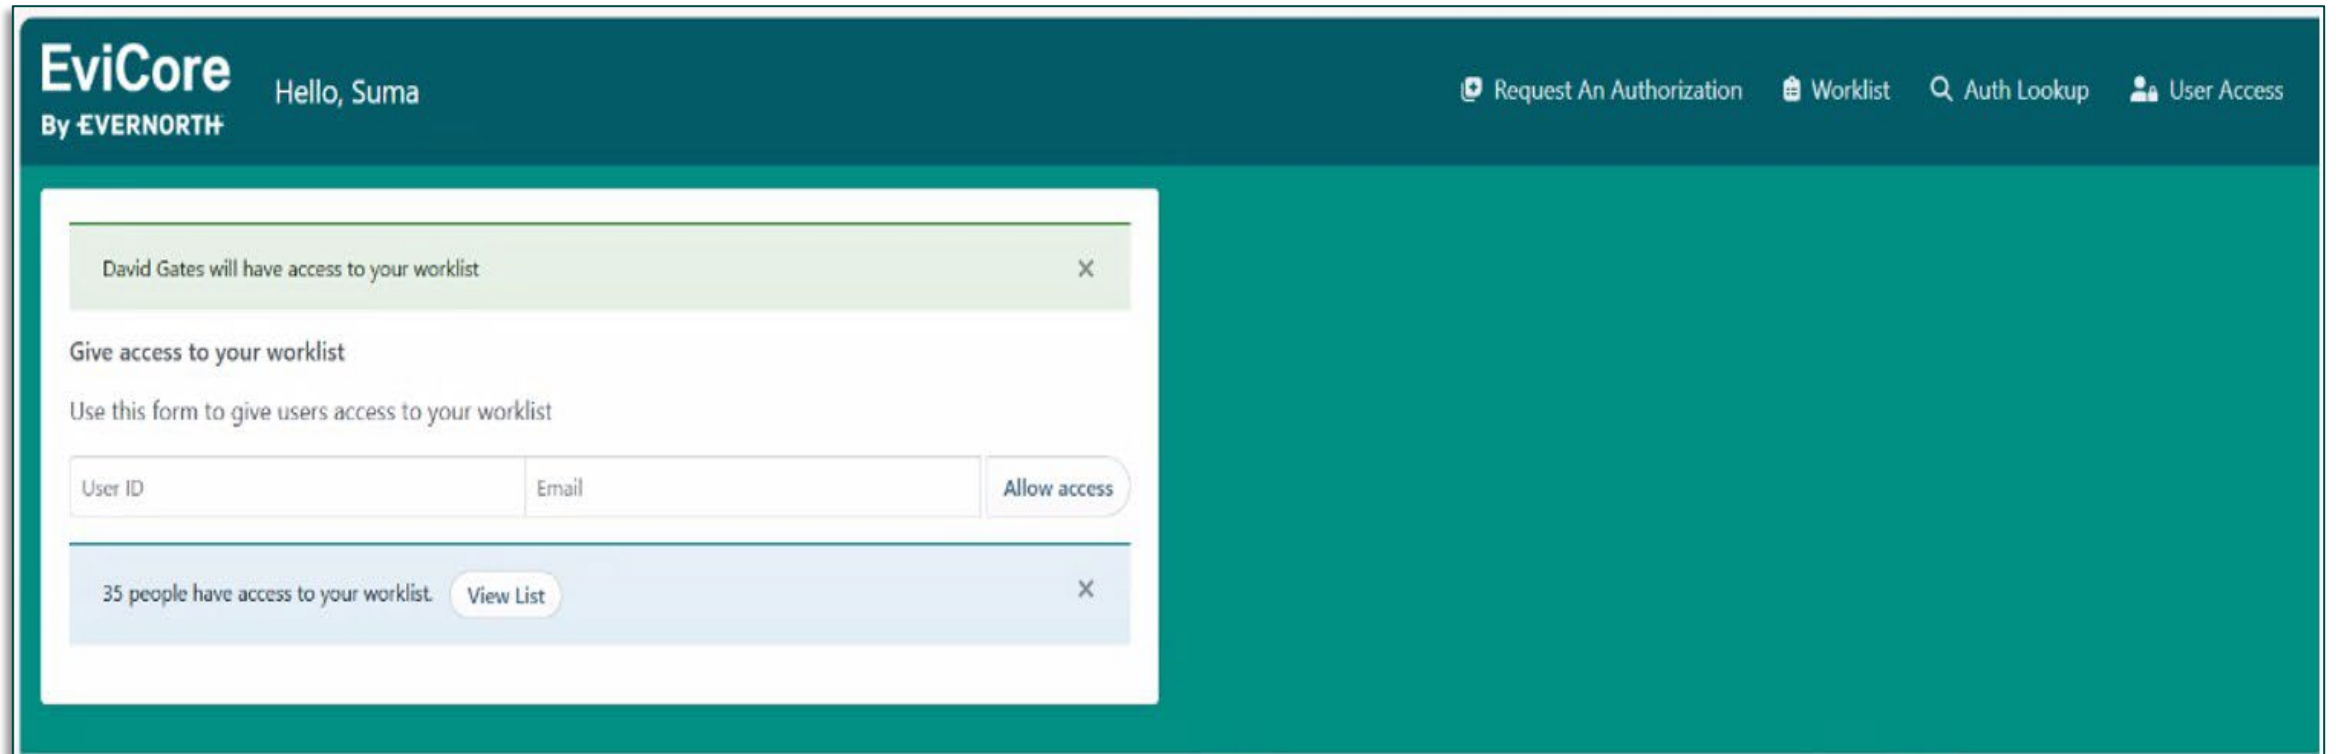 EviCore
By EVERNORTH
Hello, Suma
Request An Authorization
Worklist
Auth Lookup
User Access
David Gates will have access to your worklist
Give access to your worklist
Use this form to give users access to your worklist
User ID
Email
Allow access
35 people have access to your worklist.
View List